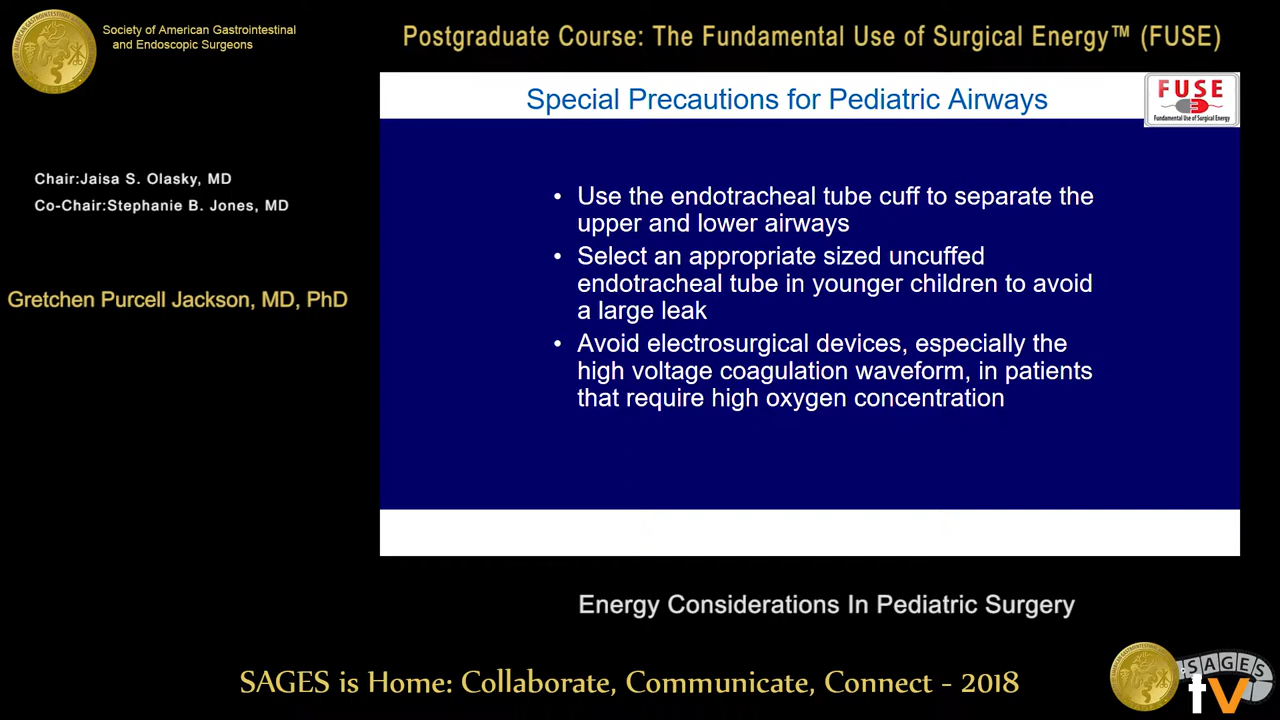 Society of American Gastrointestinal
and Endoscopic Surgeons
Postgraduate Course: The Fundamental Use of Surgical Energy™ (FUSE)
Special Precautions for Pediatric Airways
FUSE
Fundamental Use of Surgical Energy
Chair:Jaisa S. Olasky, MD
Co-Chair:Stephanie B. Jones, MD
Gretchen Purcell Jackson, MD, PhD
• Use the endotracheal tube cuff to separate the
upper and lower airways
• Select an appropriate sized uncuffed
endotracheal tube in younger children to avoid
a large leak
• Avoid electrosurgical devices, especially the
high voltage coagulation waveform, in patients
that require high oxygen concentration
Energy Considerations In Pediatric Surgery
SAGES is Home: Collaborate, Communicate, Connect - 2018
SAGES
tv